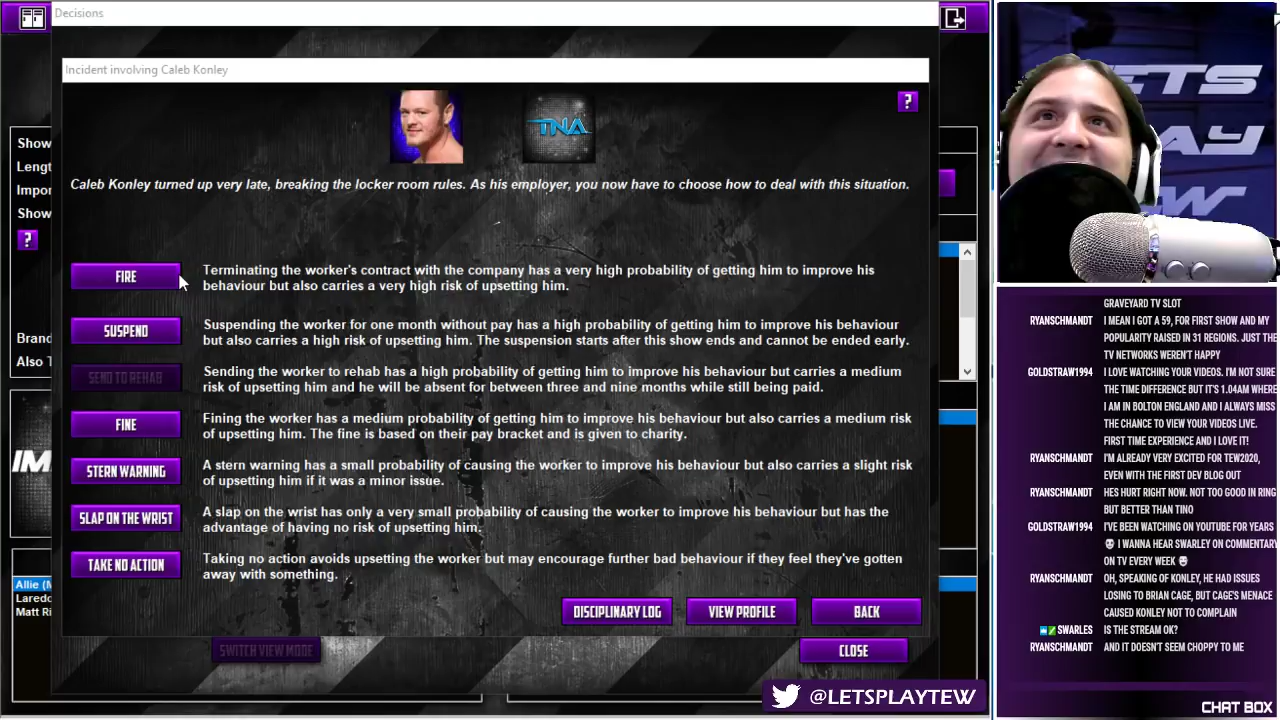 Decisions
Incident involving Caleb Konley
?
TNA
Caleb Konley turned up very late, breaking the locker room rules. As his employer, you now have to choose how to deal with this situation.
FIRE
Terminating the worker's contract with the company has a very high probability of getting him to improve his
behaviour but also carries a very high risk of upsetting him.
SUSPEND
Suspending the worker for one month without pay has a high probability of getting him to improve his behaviour
but also carries a high risk of upsetting him. The suspension starts after this show ends and cannot be ended early.
SEND TO REHAB
Sending the worker to rehab has a high probability of getting him to improve his behaviour but carries a medium
risk of upsetting him and he will be absent for between three and nine months while still being paid.
FINE
Fining the worker has a medium probability of getting him to improve his behaviour but also carries a medium risk
of upsetting him. The fine is based on their pay bracket and is given to charity.
STERN WARNING
A stern warning has a small probability of causing the worker to improve his behaviour but also carries a slight risk
of upsetting him if it was a minor issue.
SLAP ON THE WRIST
A slap on the wrist has only a very small probability of causing the worker to improve his behaviour but has the
advantage of having no risk of upsetting him.
TAKE NO ACTION
Taking no action avoids upsetting the worker but may encourage further bad behaviour if they feel they've gotten
away with something.
DISCIPLINARY LOG
VIEW PROFILE
BACK
SWITCH VIEW MODE
CLOSE
Show
Length
Impor
Show
?
Brand
Also T
IM
Allie (M
Laredo
Matt Ri
@LETSPLAYTEW
GRAVEYARD TV SLOT
RYANSCHMANDT I MEAN I GOT A 59, FOR FIRST SHOW AND MY
POPULARITY RAISED IN 31 REGIONS. JUST THE
TV NETWORKS WEREN'T HAPPY
GOLDSTRAW1994 I LOVE WATCHING YOUR VIDEOS. I'M NOT SURE
THE TIME DIFFERENCE BUT IT'S 1.04AM WHERE
I AM IN BOLTON ENGLAND AND I ALWAYS MISS
THE CHANCE TO VIEW YOUR VIDEOS LIVE.
FIRST TIME EXPERIENCE AND I LOVE IT!
RYANSCHMANDT I'M ALREADY VERY EXCITED FOR TEW2020,
EVEN WITH THE FIRST DEV BLOG OUT
RYANSCHMANDT HES HURT RIGHT NOW. NOT TOO GOOD IN RING
BUT BETTER THAN TINO
GOLDSTRAW1994 I'VE BEEN WATCHING ON YOUTUBE FOR YEARS
I WANNA HEAR SWARLEY ON COMMENTARY
ON TV EVERY WEEK
RYANSCHMANDT OH, SPEAKING OF KONLEY, HE HAD ISSUES
LOSING TO BRIAN CAGE, BUT CAGE'S MENACE
CAUSED KONLEY NOT TO COMPLAIN
SWARLES IS THE STREAM OK?
RYANSCHMANDT AND IT DOESN'T SEEM CHOPPY TO ME
CHAT BOX